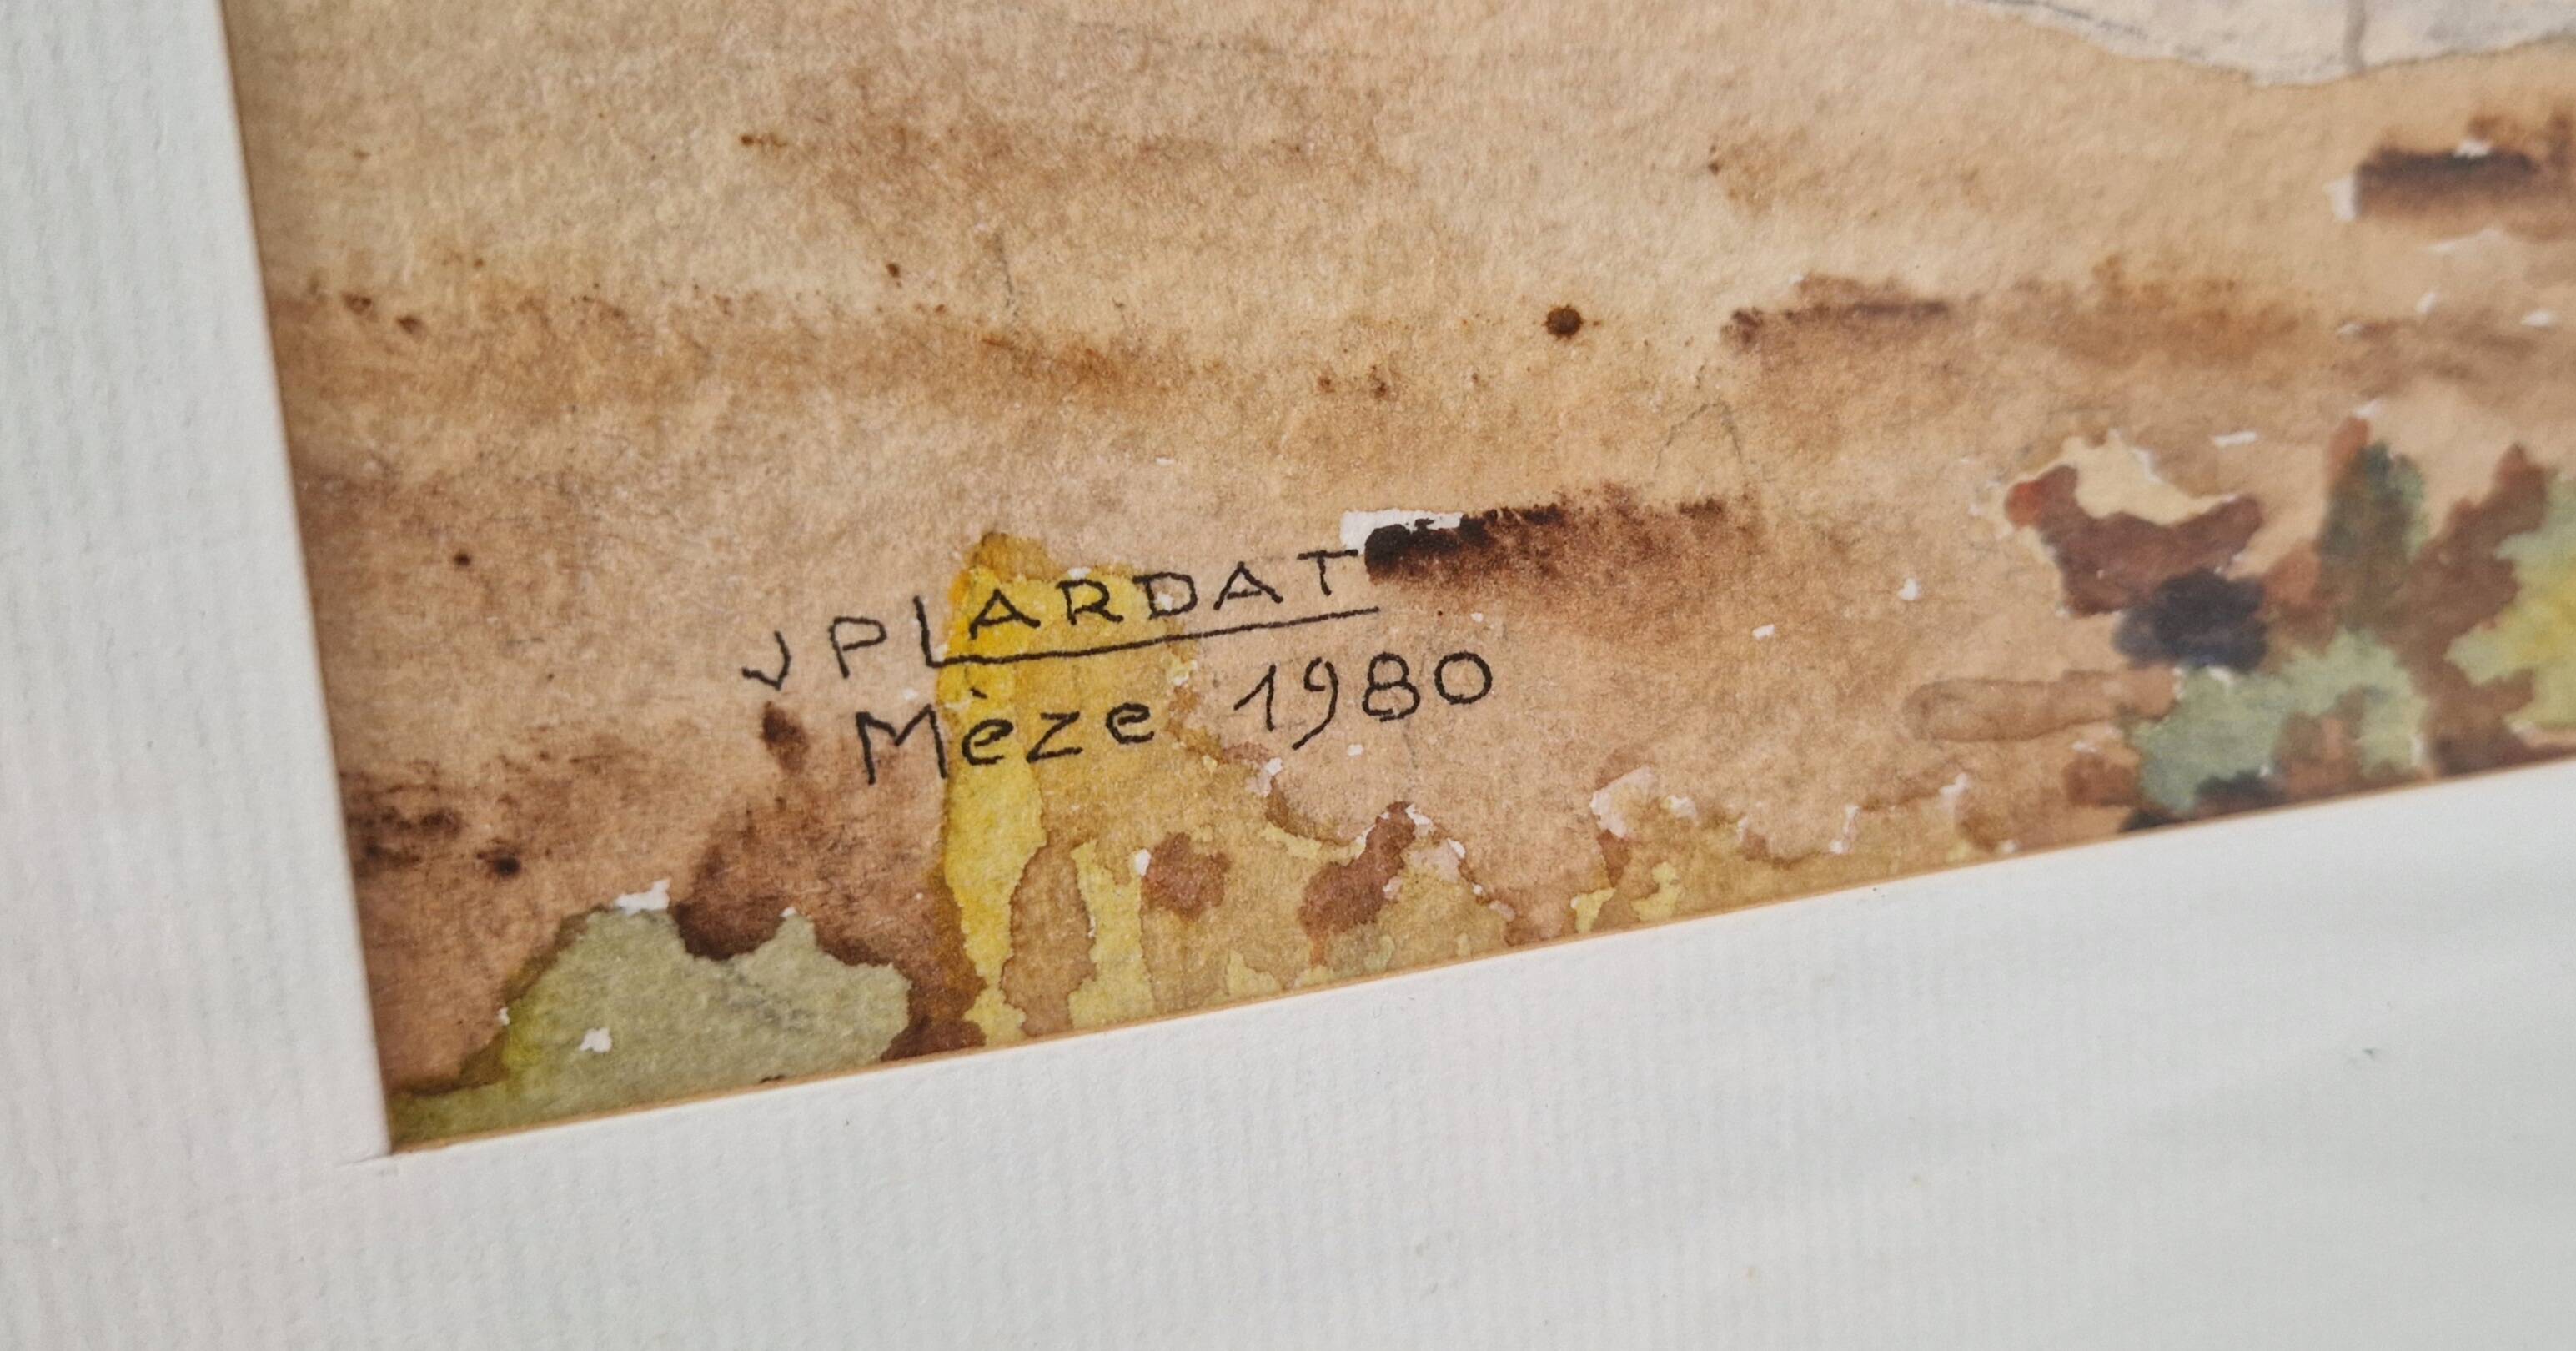 J P LARDAT
Mèze 1980